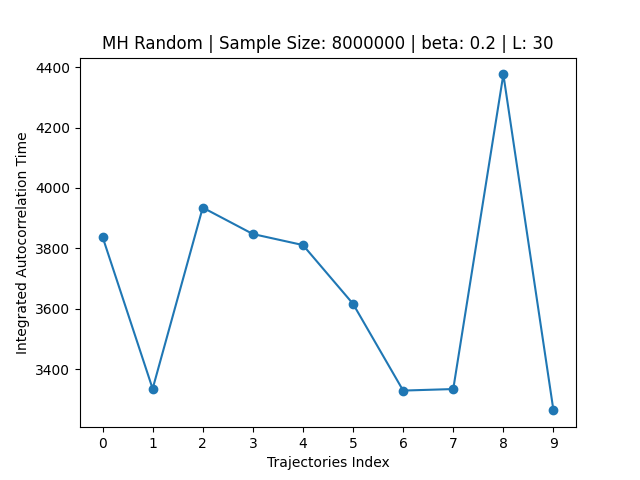 MH Random | Sample Size: 8000000 | beta: 0.2 | L: 30
4400
4200
4000
3800
3600
3400
Integrated Autocorrelation Time
0 1 2 3 4 5 6 7 8 9
Trajectories Index